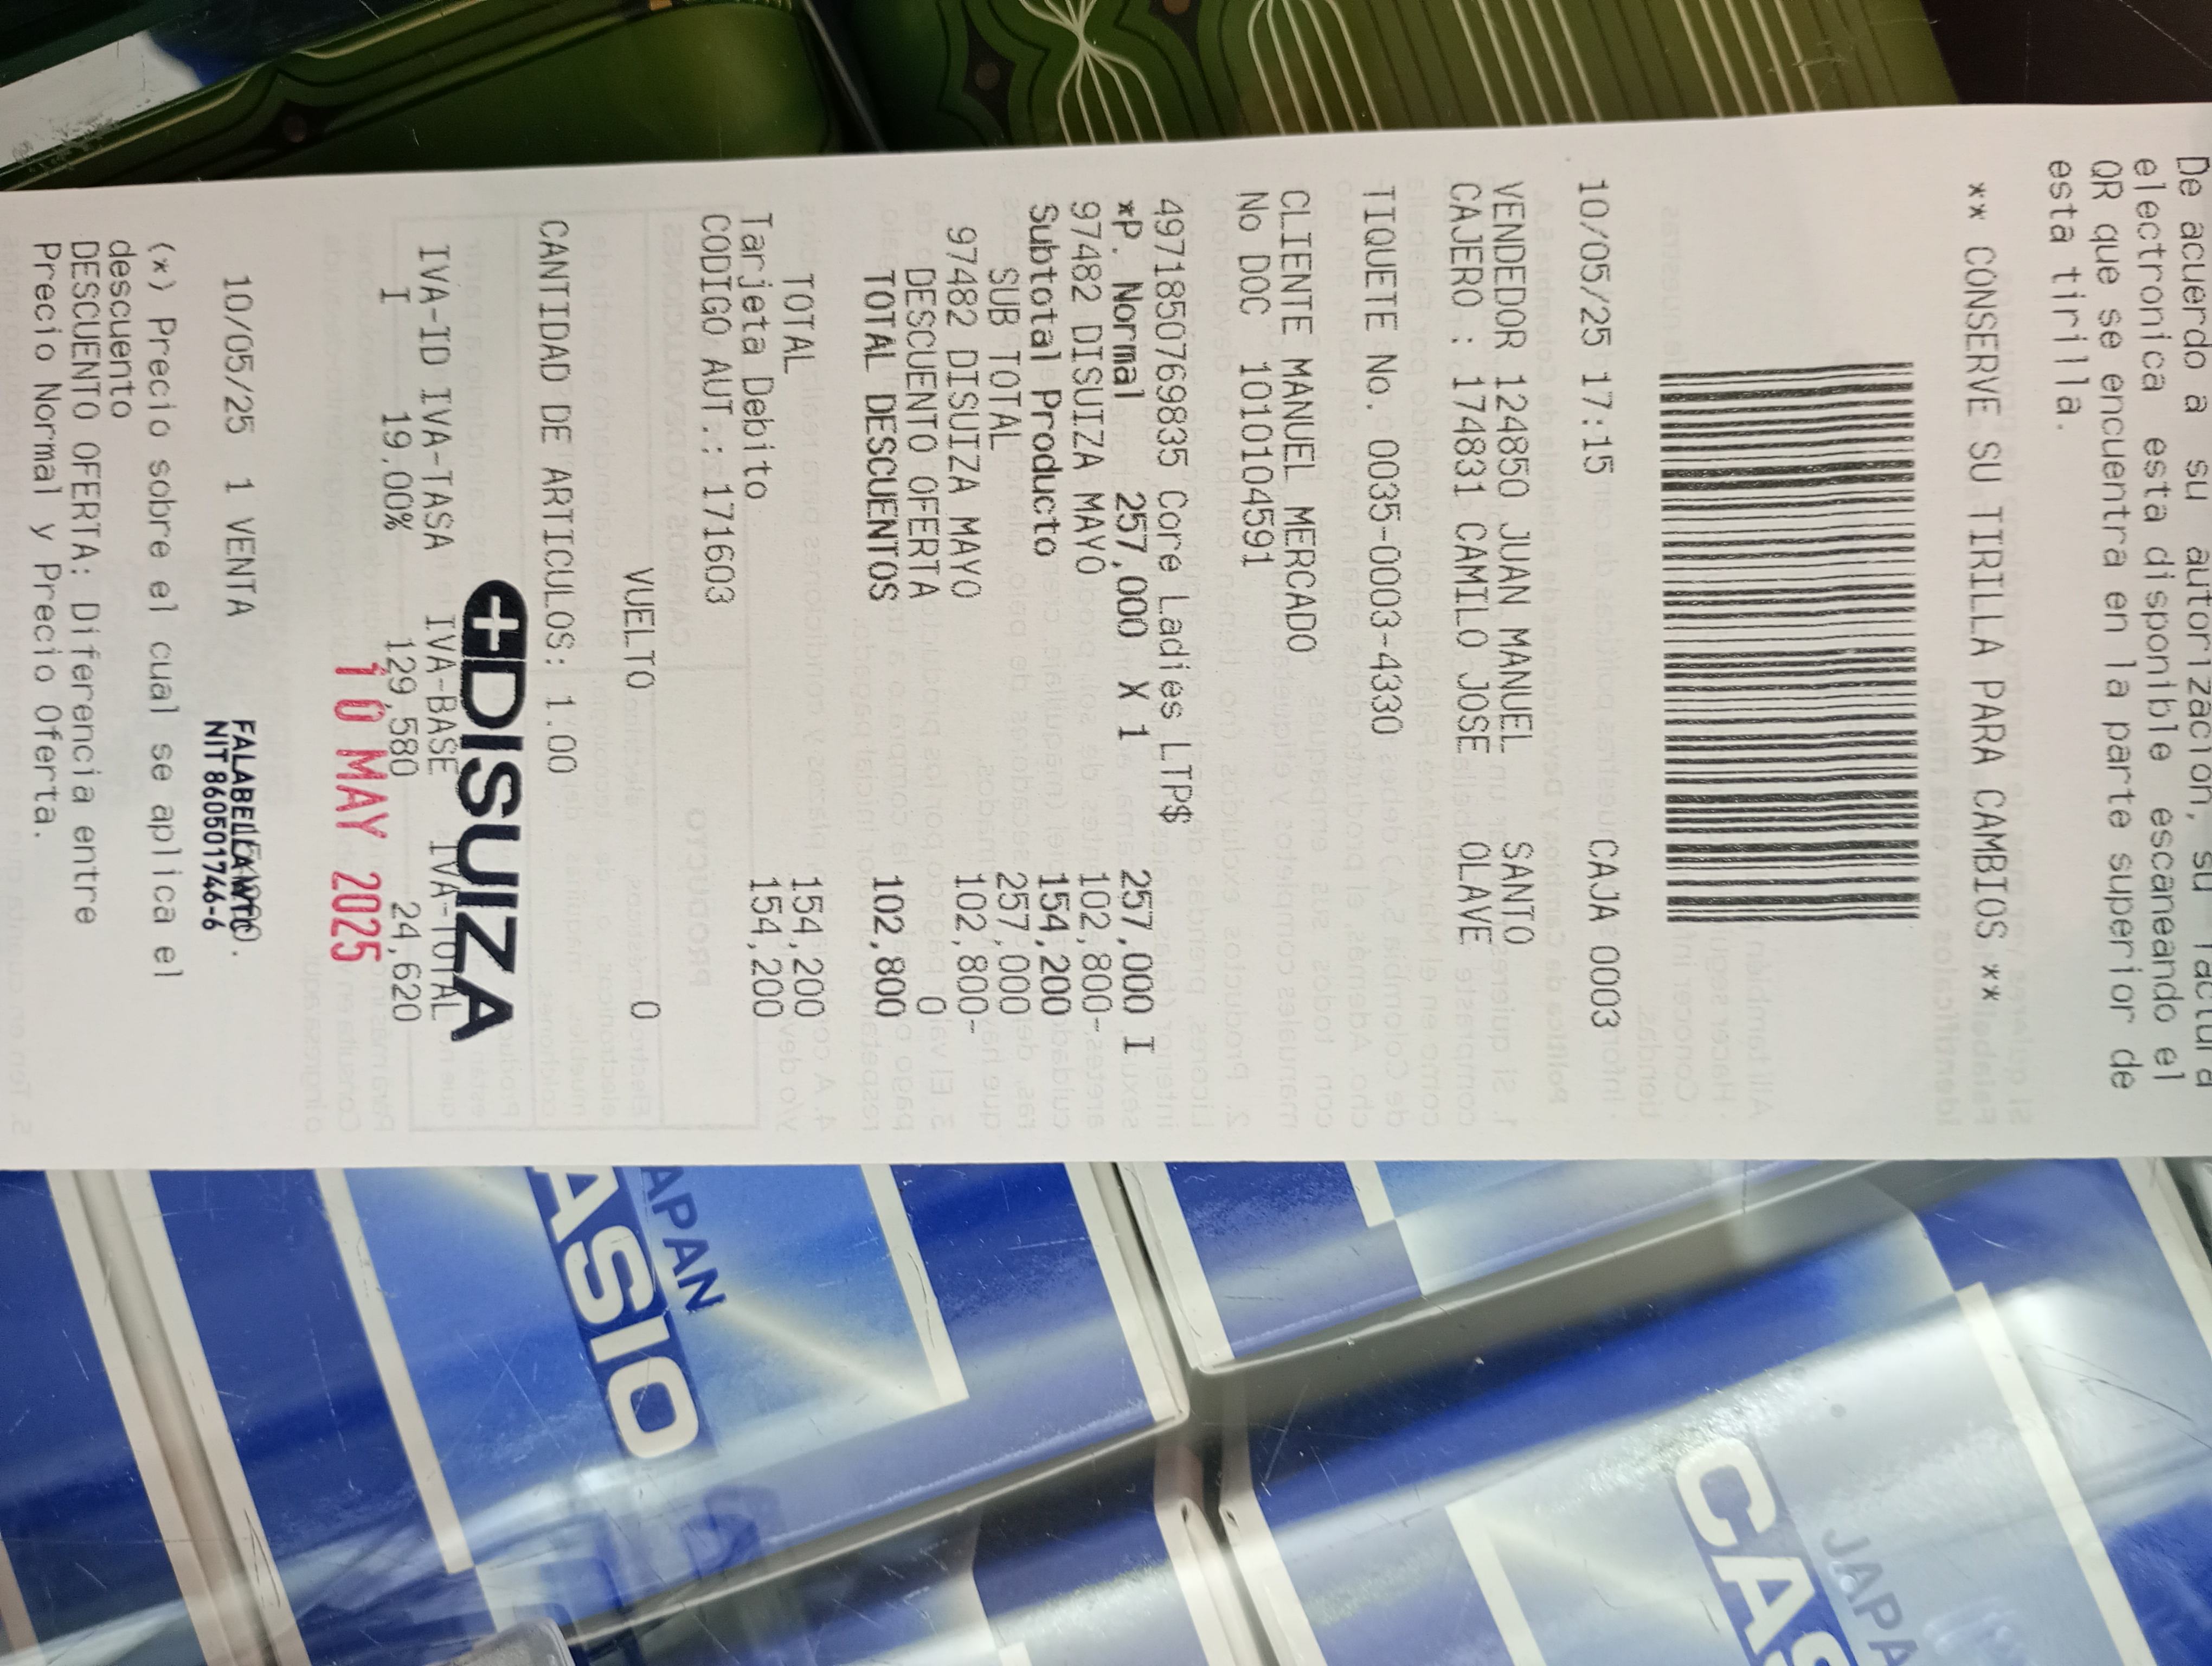 De acuerdo a su autorizacion, su factura
electronica esta disponible escaneando el
QR que se encuentra en la parte superior de
esta tirilla.
** CONSERVE SU TIRILLA PARA CAMBIOS **
10/05/25 17:15 CAJA 0003
VENDEDOR 124850 JUAN MANUEL SANTO
CAJERO : 174831 CAMILO JOSE OLAVE
TIQUETE No. 0035-0003-4330
CLIENTE MANUEL MERCADO
No DOC 1010104591
4971850769835 Core Ladies LTP$
*P. Normal 257,000 X 1 257,000 I
97482 DISUIZA MAYO 102,800-
Subtotal Producto 154,200
SUB TOTAL 257,000
97482 DISUIZA MAYO 102,800-
DESCUENTO OFERTA 0
TOTAL DESCUENTOS 102,800
TOTAL 154,200
Tarjeta Debito 154,200
CODIGO AUT.: 171603
VUELTO 0
CANTIDAD DE ARTICULOS: 1.00
DISUIZA
IVA-ID IVA-TASA IVA-BASE IVA-TOTAL
I 19.00% 129,580 24,620
10 MAY 2025
10/05/25 1 VENTA
FALABELLA WTC
NIT 860501746-6
(*) Precio sobre el cual se aplica el
descuento
DESCUENTO OFERTA: Diferencia entre
Precio Normal y Precio Oferta.
JAPAN
CASIO
JAPA
CAS